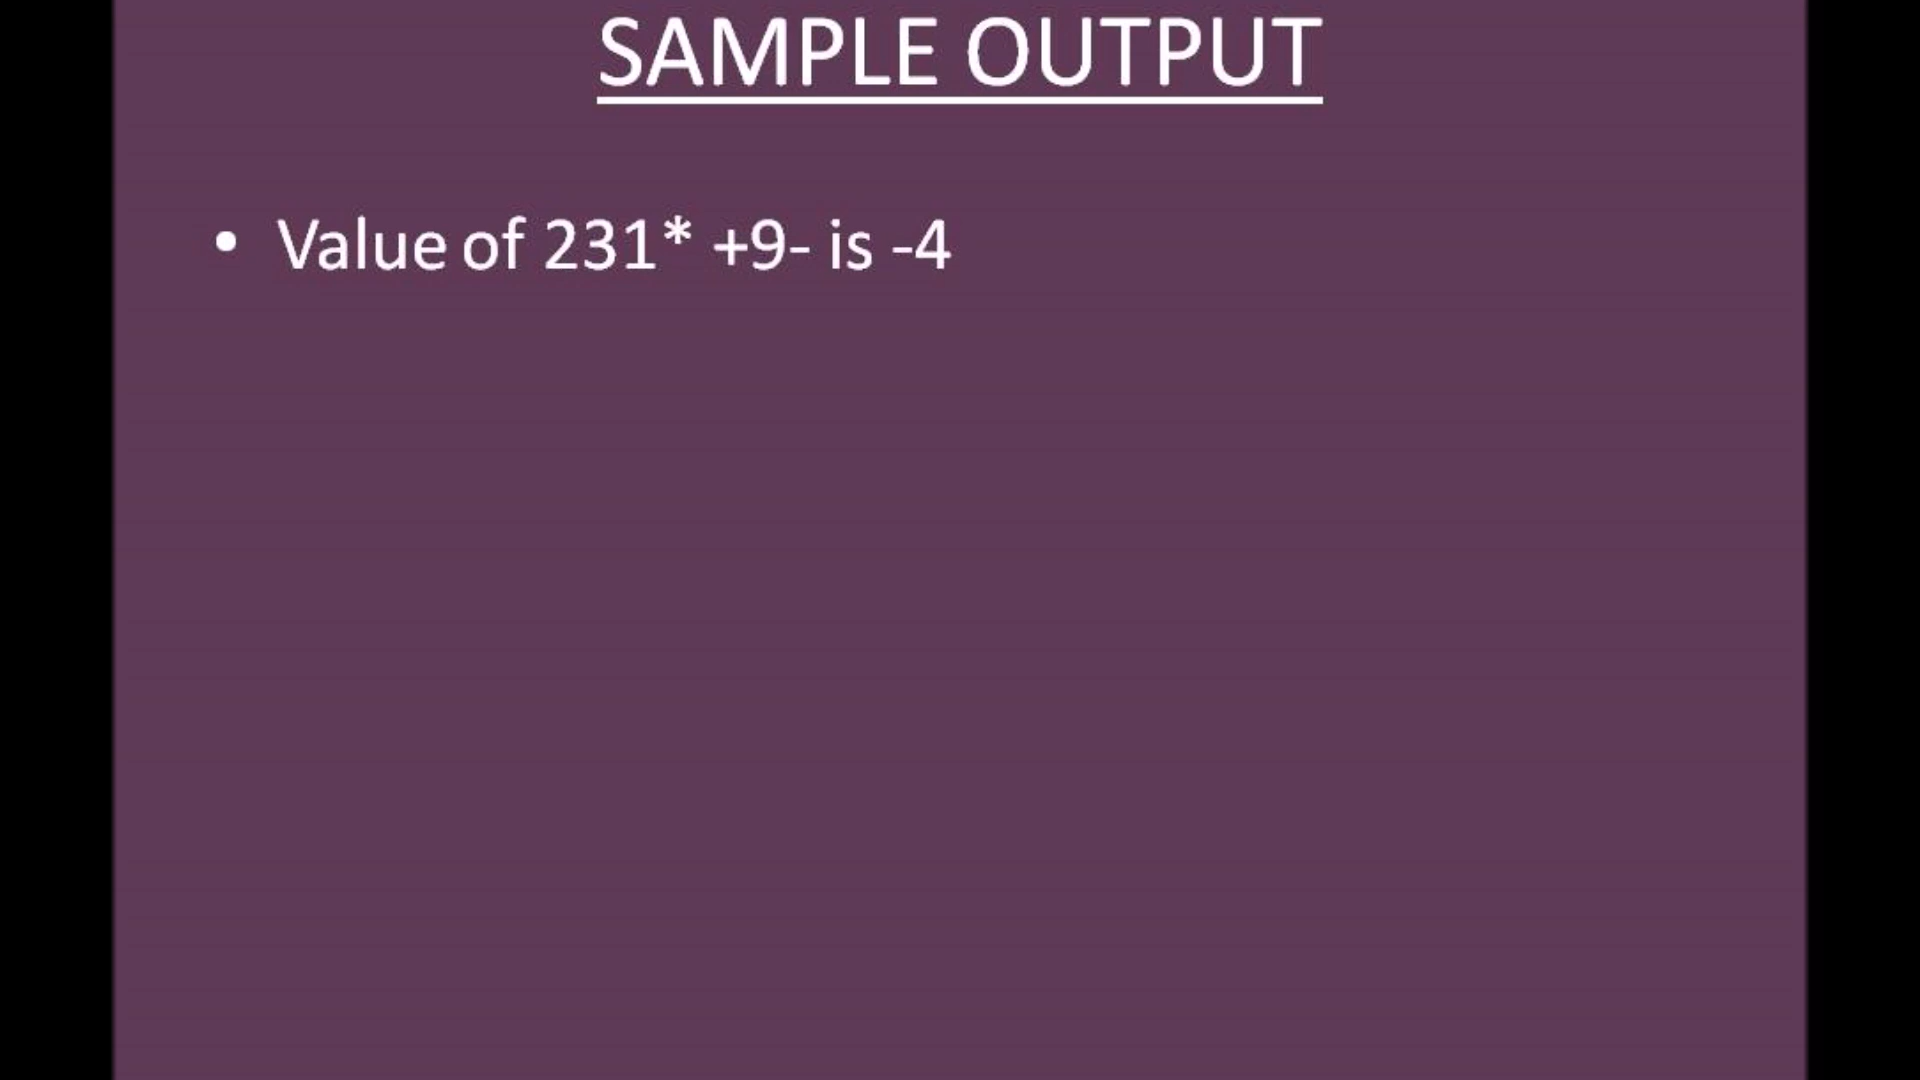 SAMPLE OUTPUT
• Value of 231* +9- is -4